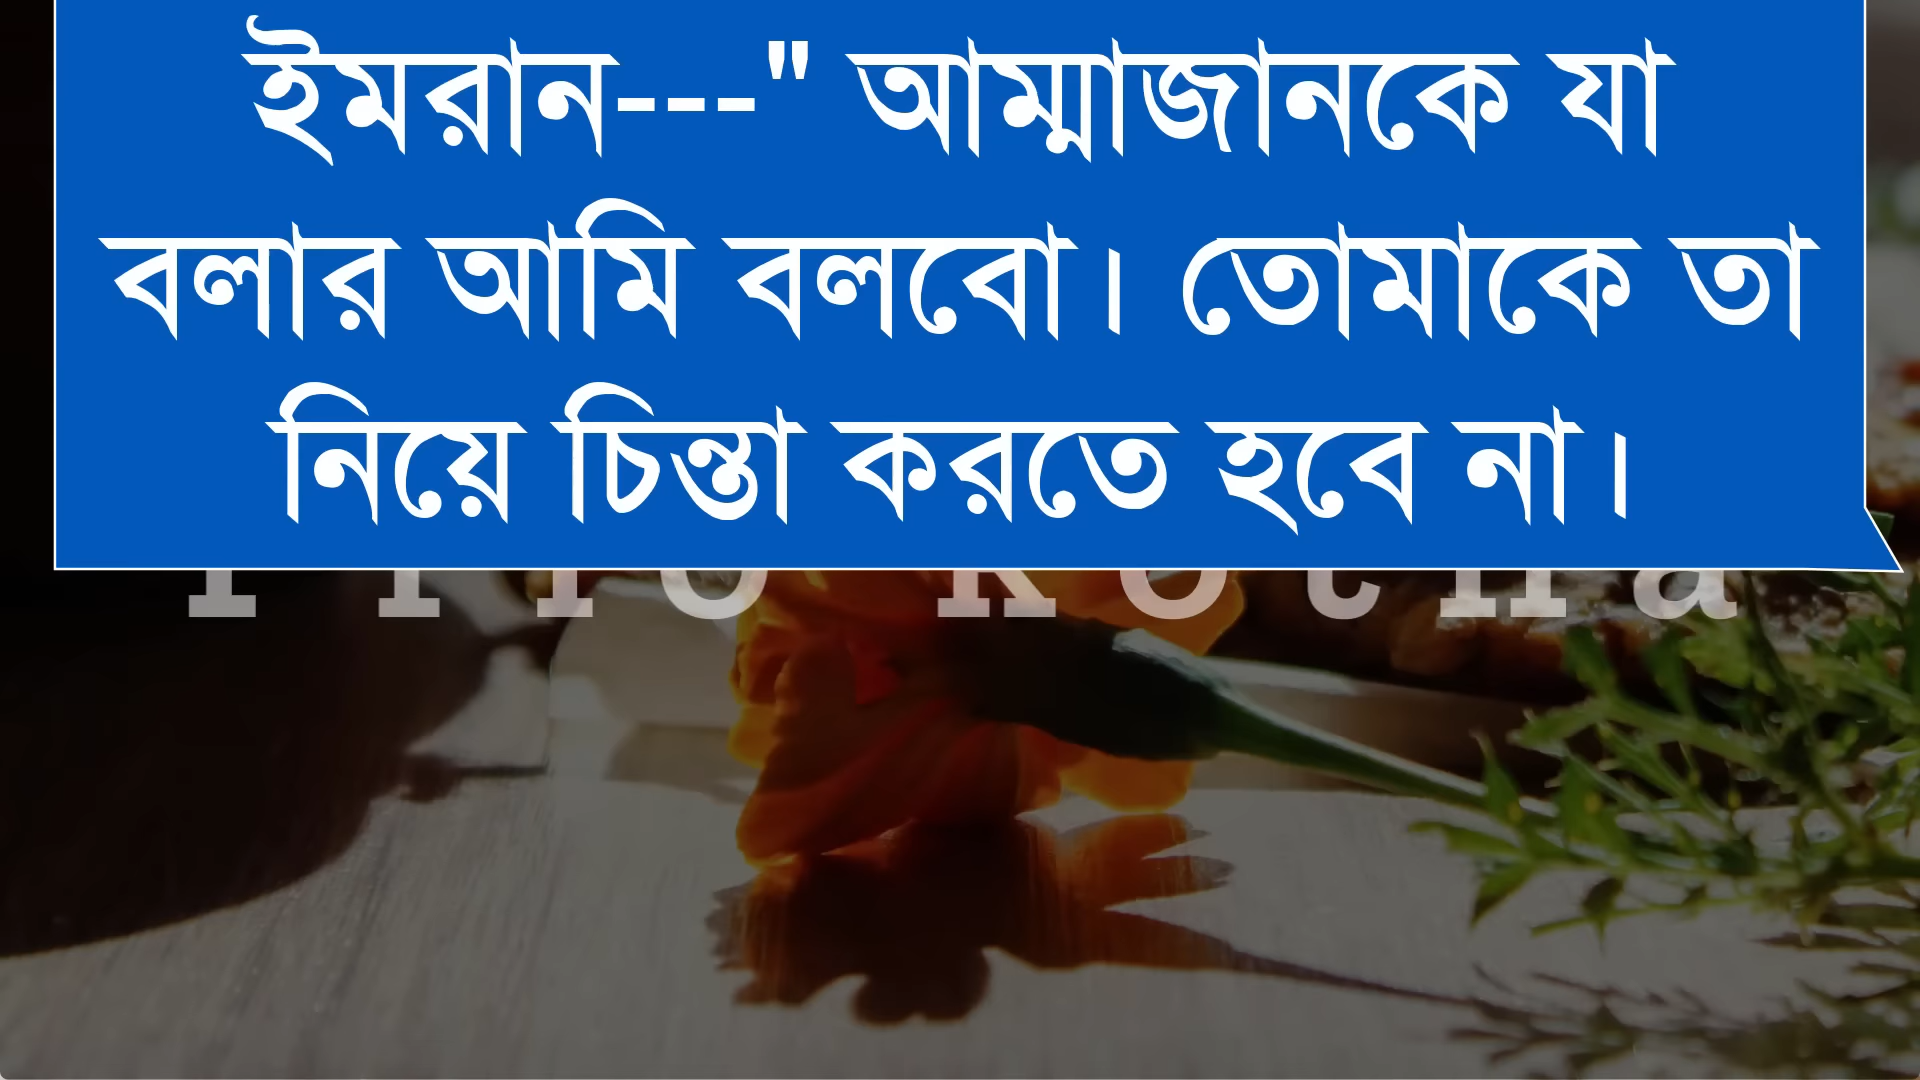 ইমরান---" আম্মাজানকে যা
বলার আমি বলবো। তোমাকে তা
নিয়ে চিন্তা করতে হবে না।